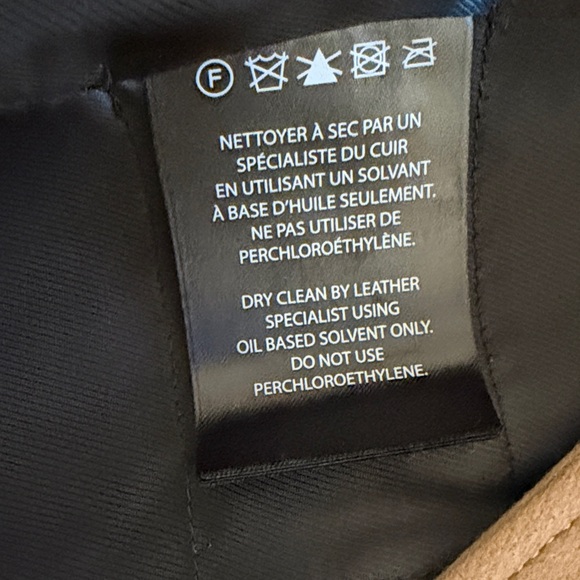 F
NETTOYER À SEC PAR UN
SPÉCIALISTE DU CUIR
EN UTILISANT UN SOLVANT
À BASE D'HUILE SEULEMENT.
NE PAS UTILISER DE
PERCHLOROÉTHYLÈNE.
DRY CLEAN BY LEATHER
SPECIALIST USING
OIL BASED SOLVENT ONLY.
DO NOT USE
PERCHLOROETHYLENE.